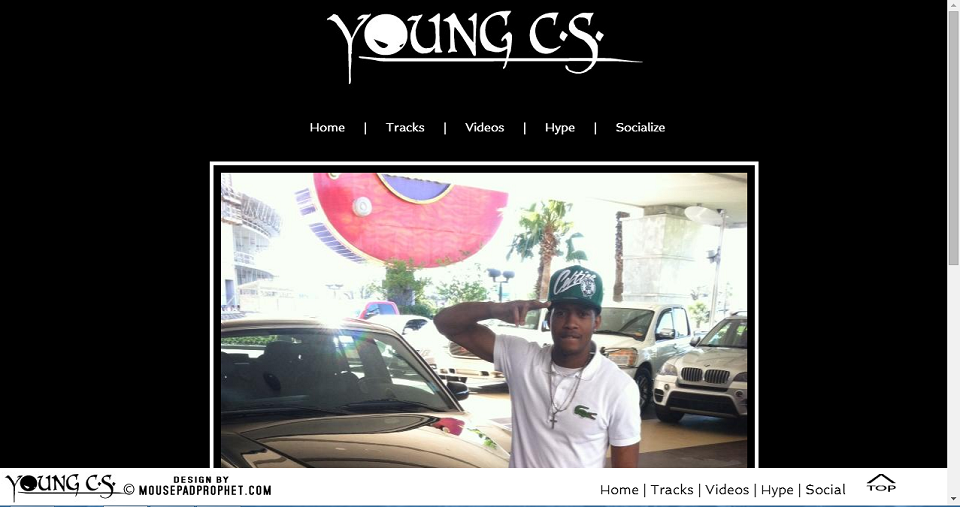 YOUNG C.S.
Home | Tracks | Videos | Hype | Socialize
Celtics
YOUNG C.S. © DESIGN BY
MOUSEPADPROPHET.COM
Home | Tracks | Videos | Hype | Social
TOP